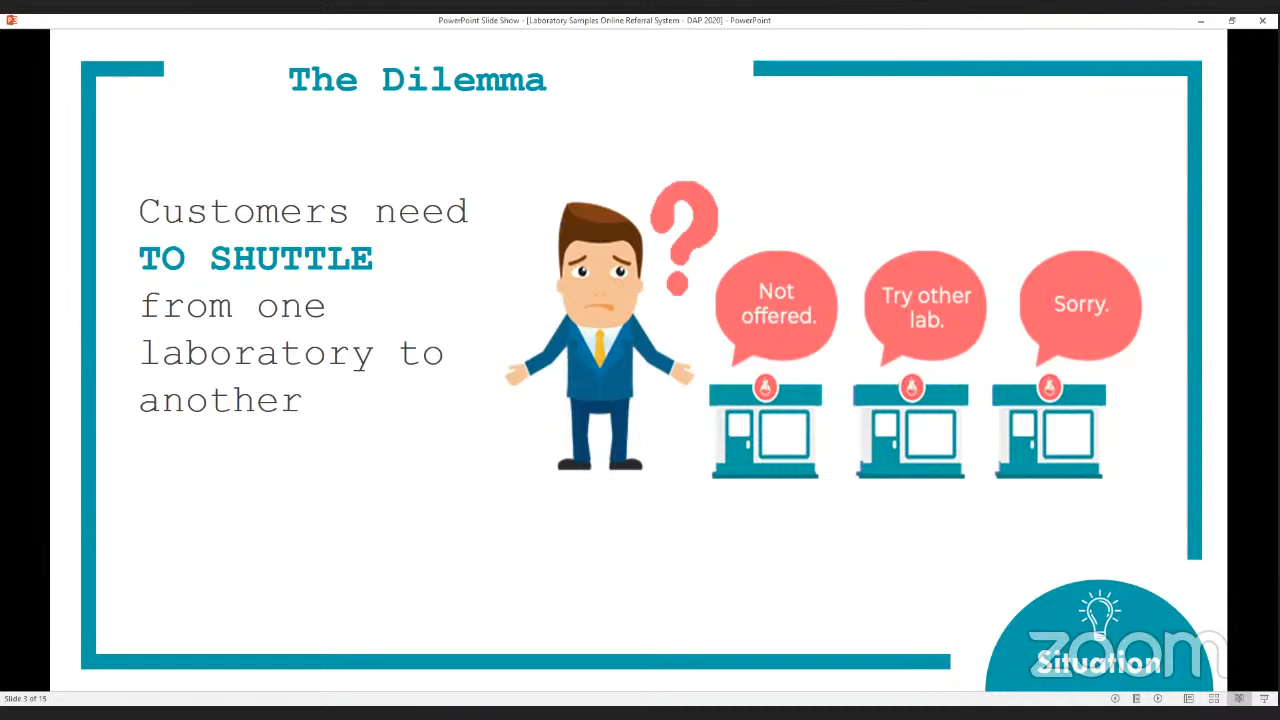 PowerPoint Slide Show - [Laboratory Samples Online Referral System - DAP 2020] - PowerPoint
The Dilemma
Customers need
TO SHUTTLE
from one
laboratory to
another
?
Not
offered.
Try other
lab.
Sorry.
zoom
Situation
Slide 3 of 15